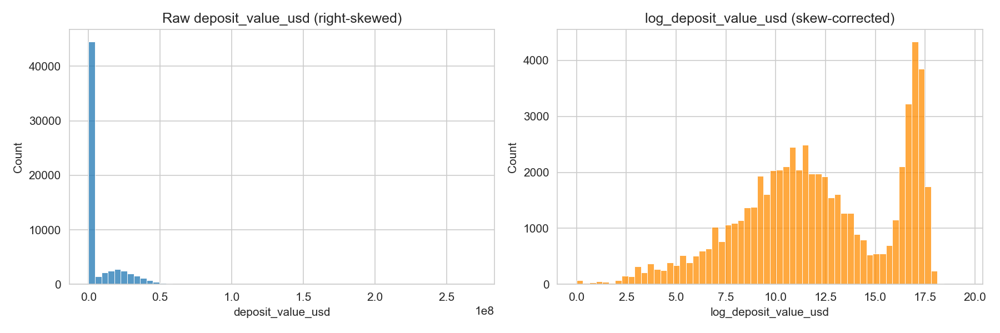 Raw deposit_value_usd (right-skewed)
40000
30000
20000
10000
0
Count
0.0 0.5 1.0 1.5 2.0 2.5
1e8
deposit_value_usd
log_deposit_value_usd (skew-corrected)
4000
3000
2000
1000
0
Count
0.0 2.5 5.0 7.5 10.0 12.5 15.0 17.5 20.0
log_deposit_value_usd